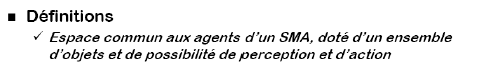 ■ Définitions
✓ Espace commun aux agents d'un SMA, doté d'un ensemble
d'objets et de possibilité de perception et d'action